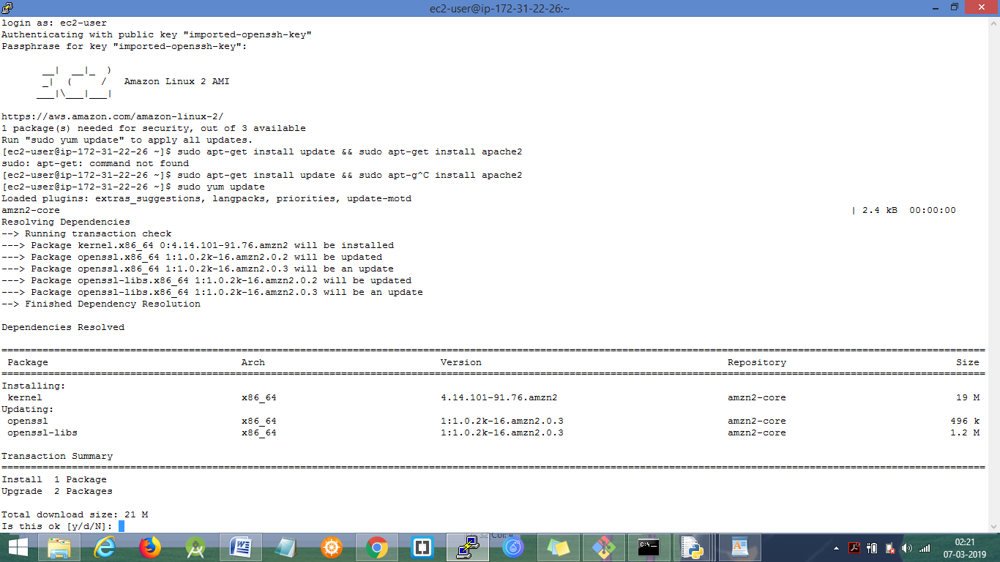 ec2-user@ip-172-31-22-26:~
login as: ec2-user
Authenticating with public key "imported-openssh-key"
Passphrase for key "imported-openssh-key":
__|  __|_  )
_|  (     /   Amazon Linux 2 AMI
___|\___|___|
https://aws.amazon.com/amazon-linux-2/
1 package(s) needed for security, out of 3 available
Run "sudo yum update" to apply all updates.
[ec2-user@ip-172-31-22-26 ~]$ sudo apt-get install update && sudo apt-get install apache2
sudo: apt-get: command not found
[ec2-user@ip-172-31-22-26 ~]$ sudo apt-get install update && sudo apt-g^C install apache2
[ec2-user@ip-172-31-22-26 ~]$ sudo yum update
Loaded plugins: extras_suggestions, langpacks, priorities, update-motd
amzn2-core | 2.4 kB 00:00:00
Resolving Dependencies
--> Running transaction check
---> Package kernel.x86_64 0:4.14.101-91.76.amzn2 will be installed
---> Package openssl.x86_64 1:1.0.2k-16.amzn2.0.2 will be updated
---> Package openssl.x86_64 1:1.0.2k-16.amzn2.0.3 will be an update
---> Package openssl-libs.x86_64 1:1.0.2k-16.amzn2.0.2 will be updated
---> Package openssl-libs.x86_64 1:1.0.2k-16.amzn2.0.3 will be an update
--> Finished Dependency Resolution
Dependencies Resolved
Package Arch Version Repository Size
Installing:
kernel x86_64 4.14.101-91.76.amzn2 amzn2-core 19 M
Updating:
openssl x86_64 1:1.0.2k-16.amzn2.0.3 amzn2-core 496 k
openssl-libs x86_64 1:1.0.2k-16.amzn2.0.3 amzn2-core 1.2 M
Transaction Summary
Install 1 Package
Upgrade 2 Packages
Total download size: 21 M
Is this ok [y/d/N]:
02:21
07-03-2019